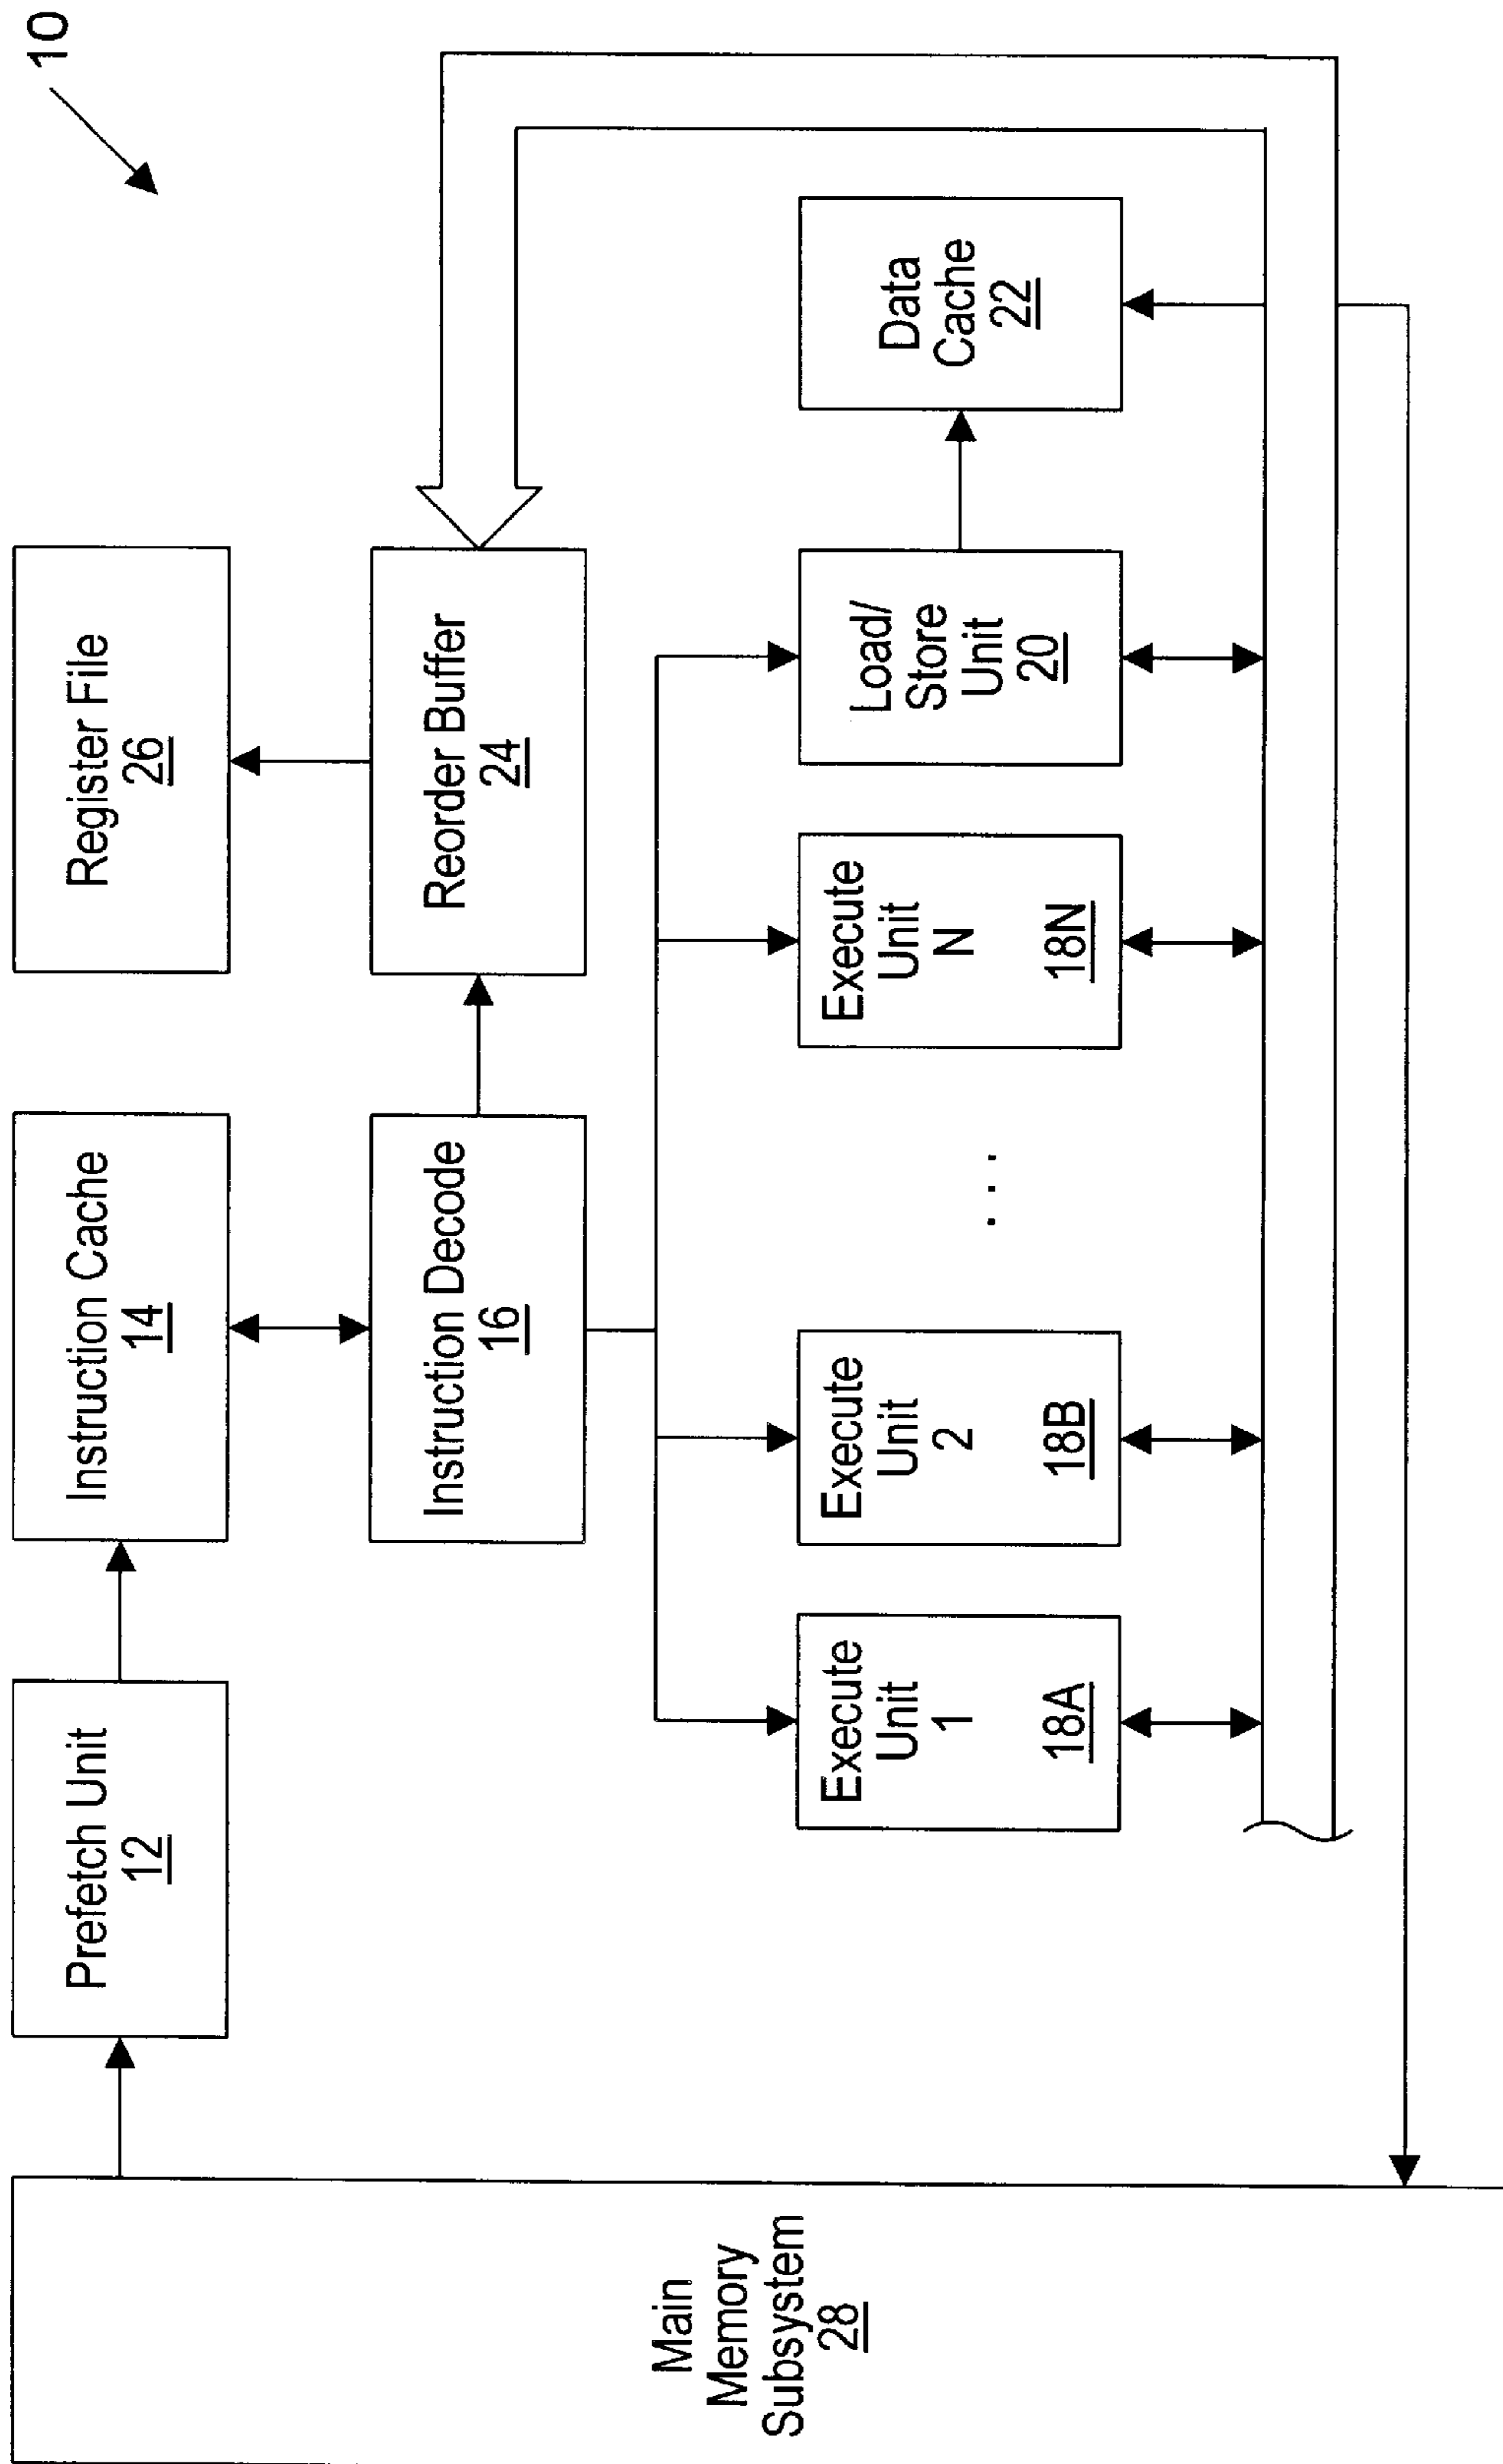 10
Main
Memory
Subsystem
28
Prefetch Unit
12
Instruction Cache
14
Register File
26
Instruction Decode
16
Reorder Buffer
24
Execute
Unit
1
18A
Execute
Unit
2
18B
. . .
Execute
Unit
N
18N
Load/
Store
Unit
20
Data
Cache
22